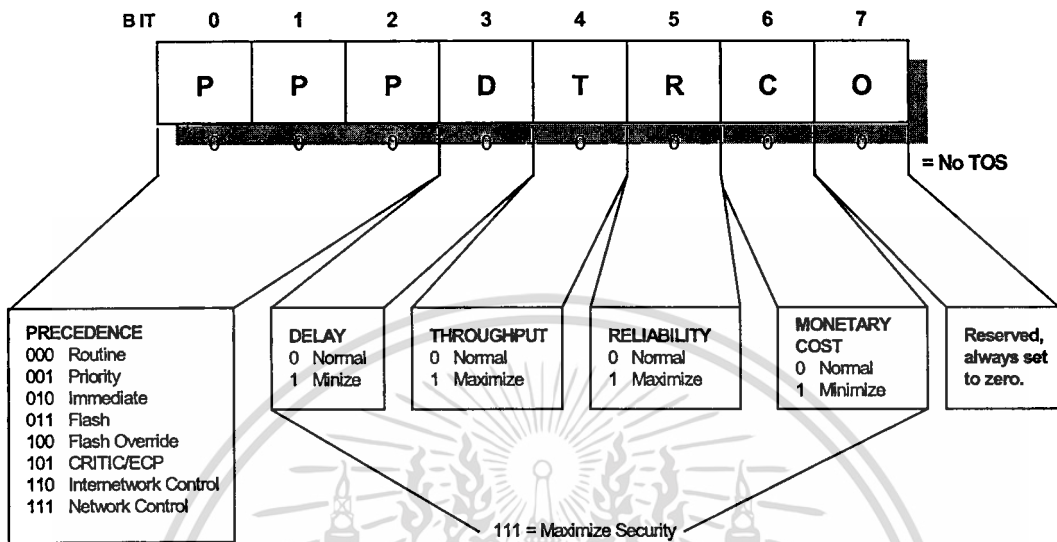 BIT 0 1 2 3 4 5 6 7
P P P D T R C O
0 0 0 0 0 0 0 0
= No TOS
PRECEDENCE
000 Routine
001 Priority
010 Immediate
011 Flash
100 Flash Override
101 CRITIC/ECP
110 Internetwork Control
111 Network Control
DELAY
0 Normal
1 Minize
THROUGHPUT
0 Normal
1 Maximize
RELIABILITY
0 Normal
1 Maximize
MONETARY
COST
0 Normal
1 Minimize
Reserved,
always set
to zero.
111 = Maximize Security